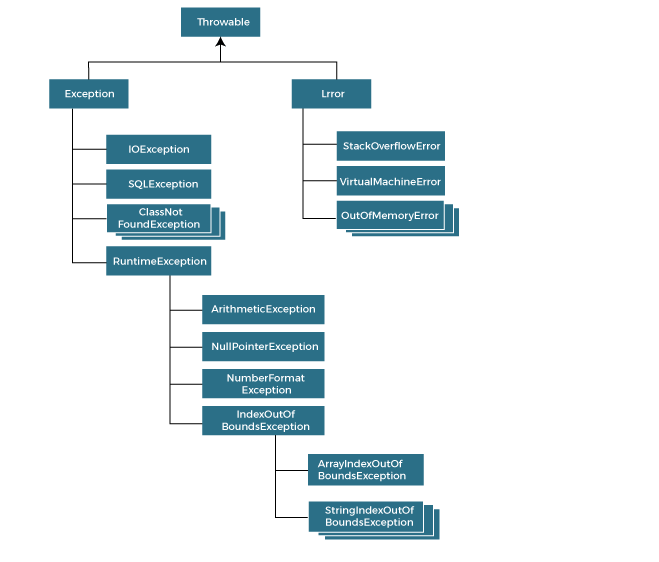 Throwable
Exception
Lrror
IOException
SQLException
ClassNot
FoundException
RuntimeException
StackOverflowError
VirtualMachineError
OutOfMemoryError
ArithmeticException
NullPointerException
NumberFormat
Exception
IndexOutOf
BoundsException
ArrayIndexOutOf
BoundsException
StringIndexOutOf
BoundsException